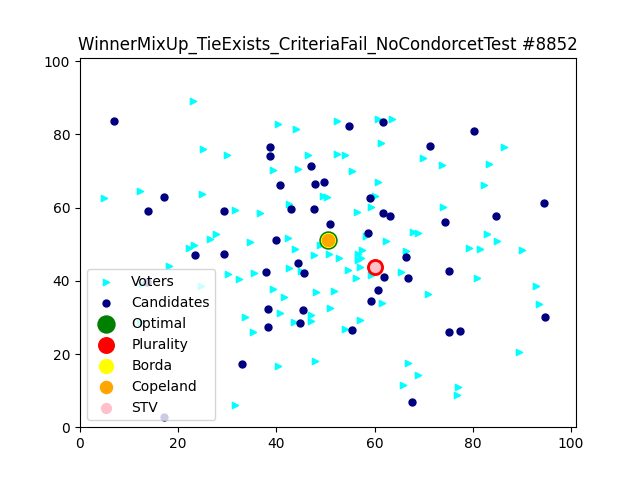 WinnerMixUp_TieExists_CriteriaFail_NoCondorcetTest #8852
100
80
60
40
20
0
Voters
Candidates
Optimal
Plurality
Borda
Copeland
STV
0 20 40 60 80 100